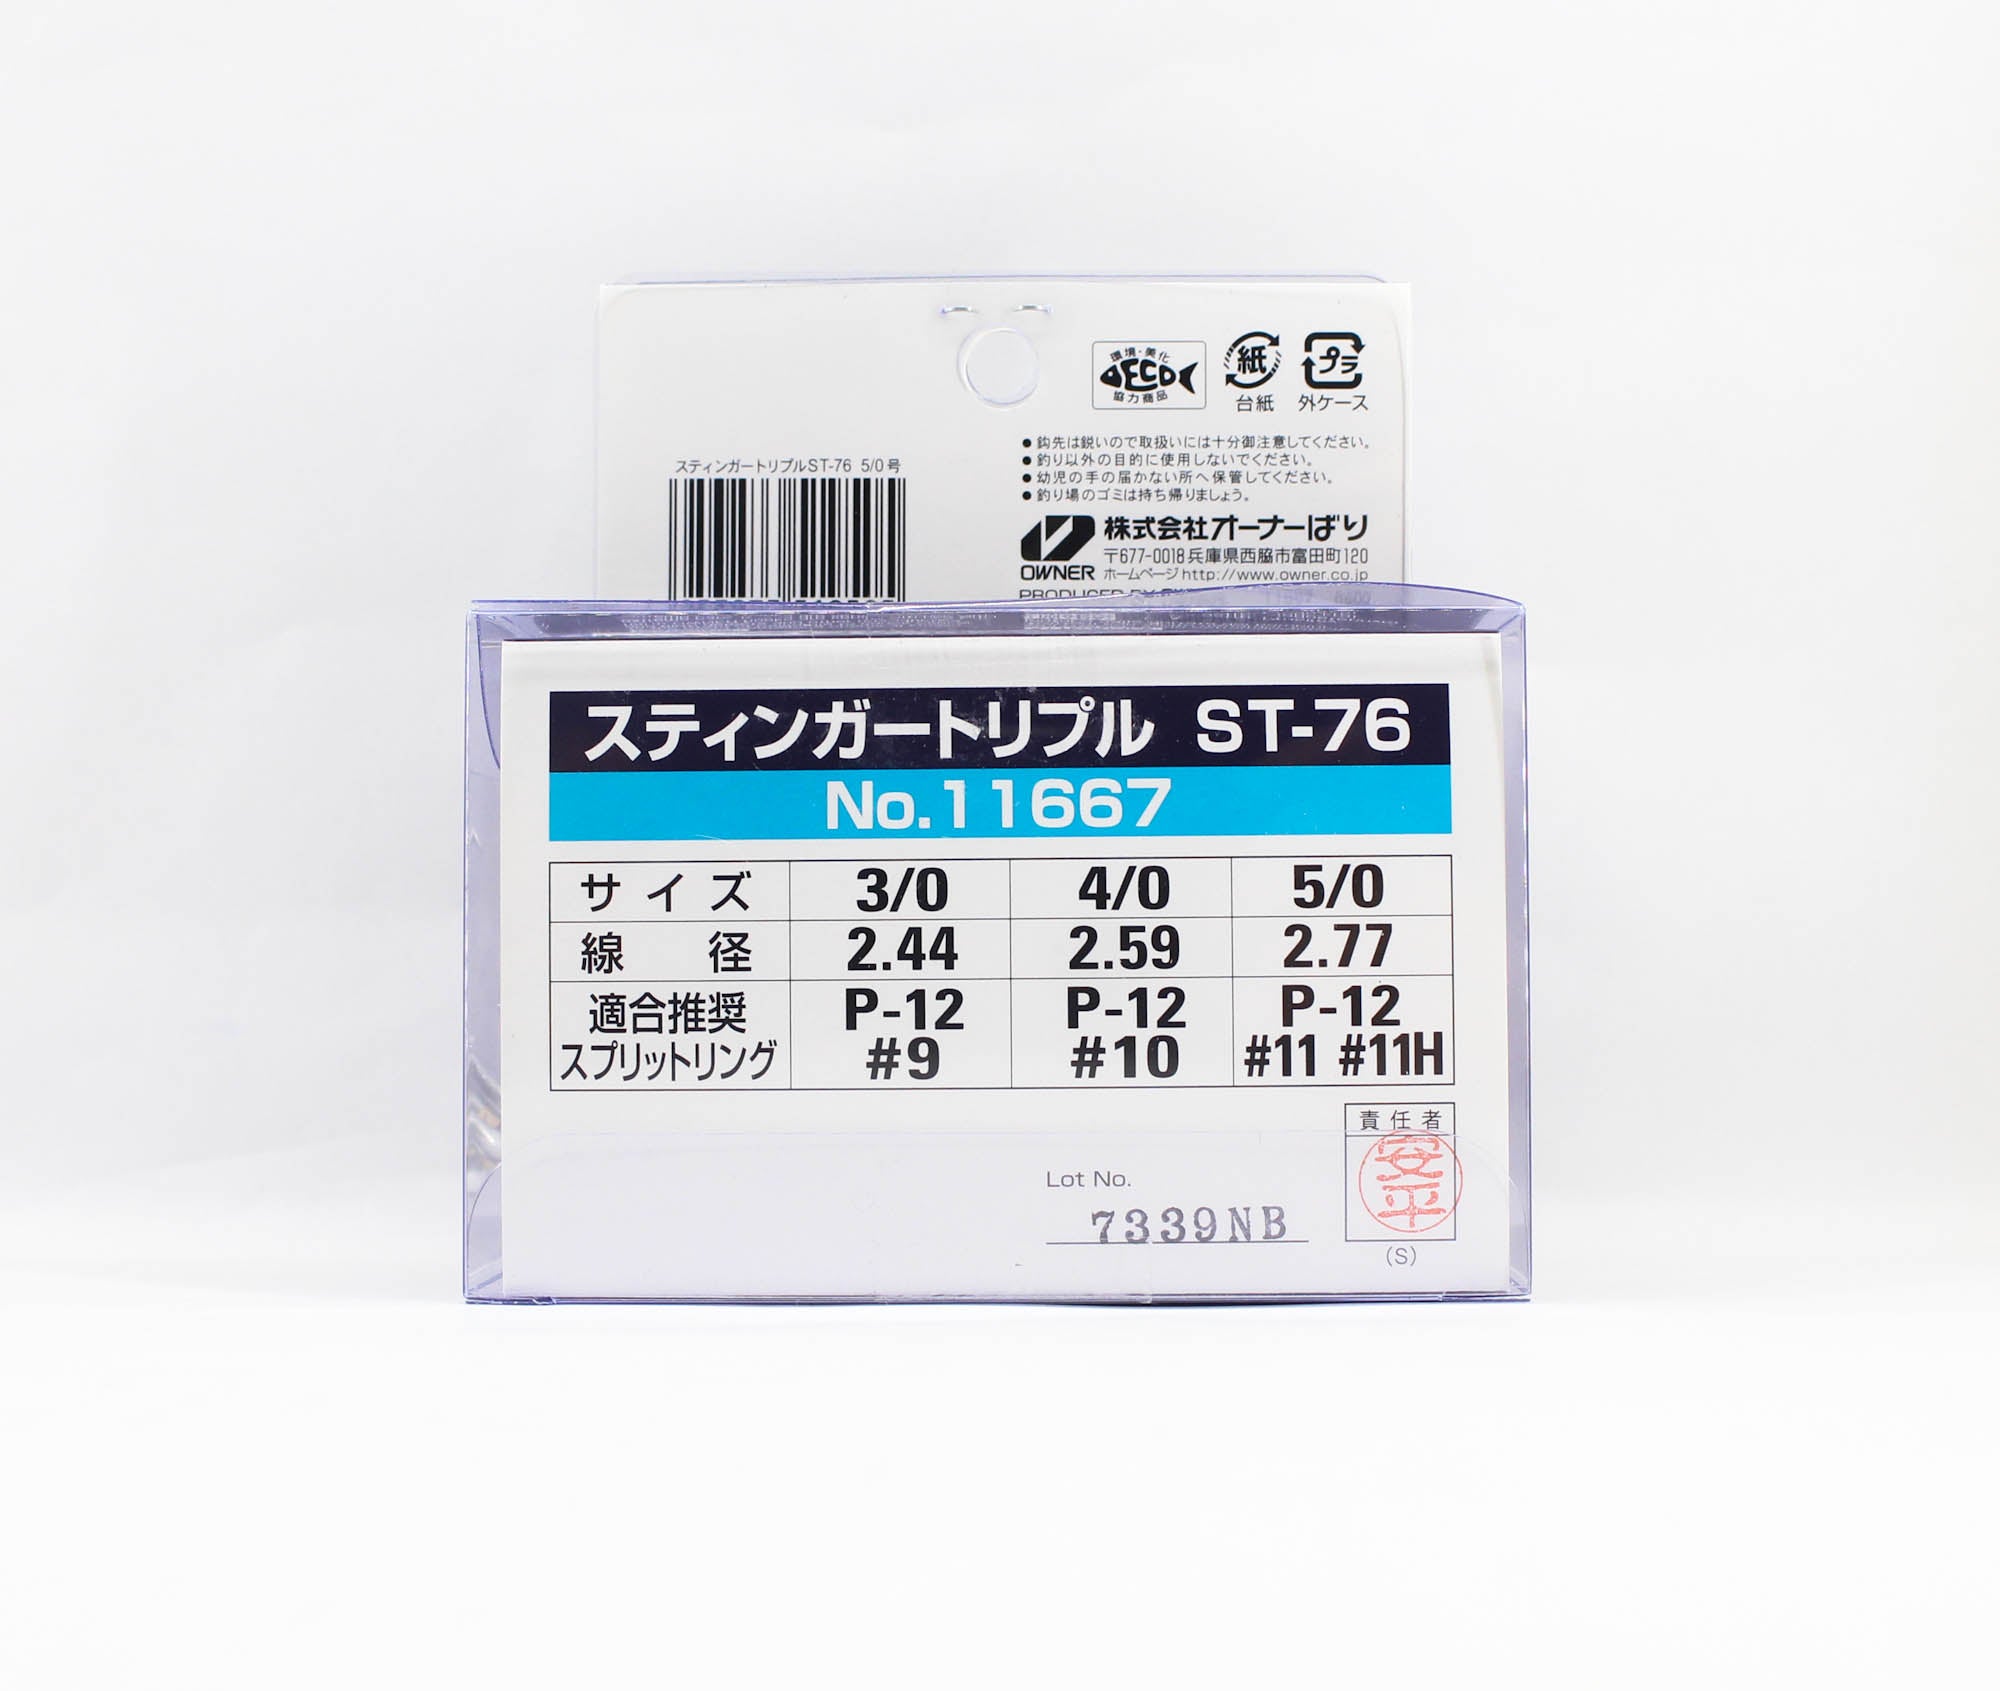 環境・美化
ECO
協力商品
紙
台紙
プラ
外ケース
スティンガートリプルST-76 5/0号
● 鈎先は鋭いので取扱いには十分御注意してください。
● 釣り以外の目的に使用しないでください。
● 幼児の手の届かない所へ保管してください。
● 釣り場のゴミは持ち帰りましょう。
OWNER
株式会社オーナーばり
〒677-0018兵庫県西脇市富田町120
ホームページ http://www.owner.co.jp
PRODUCED BY
スティンガートリプル ST-76
No.11667
サイズ 3/0 4/0 5/0
線径 2.44 2.59 2.77
適合推奨 P-12 P-12 P-12
スプリットリング #9 #10 #11 #11H
責任者
安平
Lot No.
7339NB
(S)